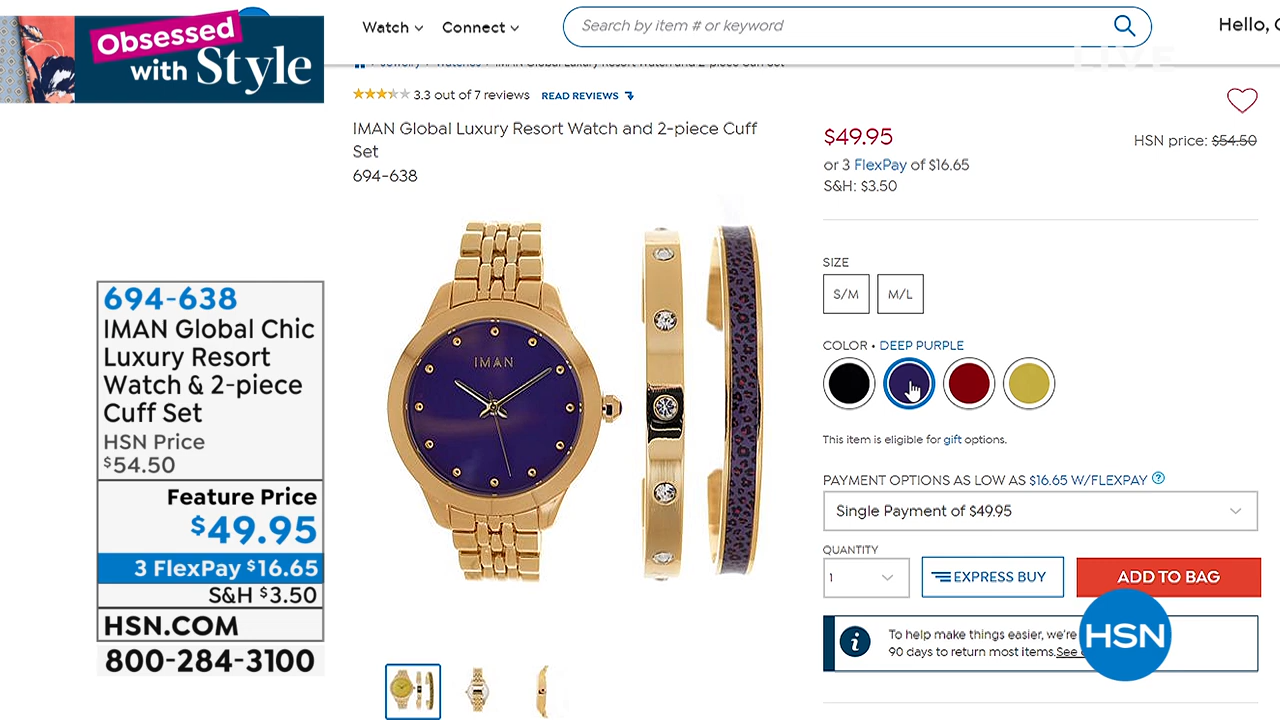 Obsessed
with Style
694-638
IMAN Global Chic
Luxury Resort
Watch & 2-piece
Cuff Set
HSN Price
$54.50
Feature Price
$49.95
3 FlexPay $16.65
S&H $3.50
HSN.COM
800-284-3100
Watch
Connect
Search by item # or keyword
Hello,
LIVE
3.3 out of 7 reviews READ REVIEWS
IMAN Global Luxury Resort Watch and 2-piece Cuff
Set
694-638
IMAN
$49.95
HSN price: $54.50
or 3 FlexPay of $16.65
S&H: $3.50
SIZE
S/M M/L
COLOR • DEEP PURPLE
This item is eligible for gift options.
PAYMENT OPTIONS AS LOW AS $16.65 W/FLEXPAY ?
Single Payment of $49.95
QUANTITY
1
EXPRESS BUY
ADD TO BAG
i
To help make things easier, we're
90 days to return most items. See
HSN